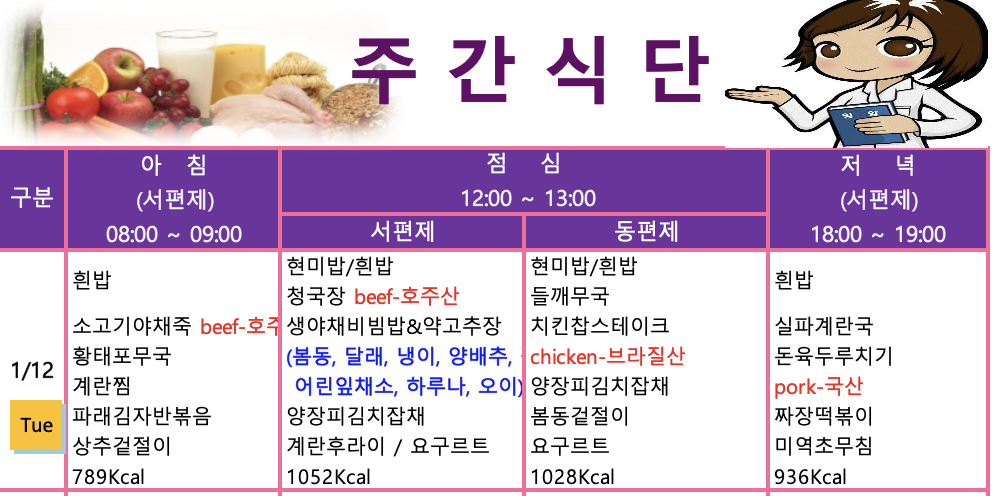 주간식단
구분
아 침
(서편제)
08:00 ~ 09:00
점 심
12:00 ~ 13:00
서편제
동편제
저 녁
(서편제)
18:00 ~ 19:00
1/12
Tue
흰밥
소고기야채죽 beef-호주
황태포무국
계란찜
파래김자반볶음
상추겉절이
789Kcal
현미밥/흰밥
청국장 beef-호주산
생야채비빔밥&약고추장
(봄동, 달래, 냉이, 양배추,
어린잎채소, 하루나, 오이)
양장피김치잡채
계란후라이 / 요구르트
1052Kcal
현미밥/흰밥
들깨무국
치킨찹스테이크
chicken-브라질산
양장피김치잡채
봄동겉절이
요구르트
1028Kcal
흰밥
실파계란국
돈육두루치기
pork-국산
짜장떡볶이
미역초무침
936Kcal